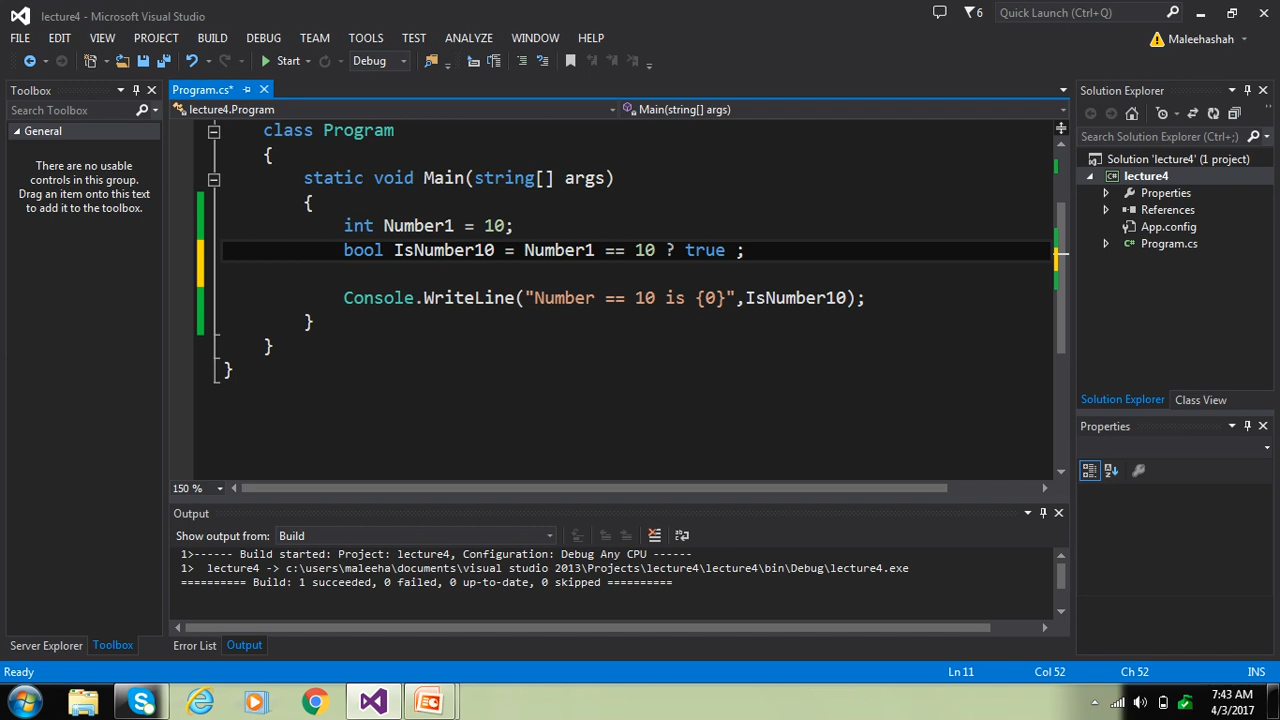 lecture4 - Microsoft Visual Studio
6
Quick Launch (Ctrl+Q)
FILE EDIT VIEW PROJECT BUILD DEBUG TEAM TOOLS TEST ANALYZE WINDOW HELP
Maleehashah
Start
Debug
Toolbox
Search Toolbox
General
There are no usable
controls in this group.
Drag an item onto this text
to add it to the toolbox.
Server Explorer Toolbox
Program.cs*
lecture4.Program
Main(string[] args)
class Program
{
static void Main(string[] args)
{
int Number1 = 10;
bool IsNumber10 = Number1 == 10 ? true ;
Console.WriteLine("Number == 10 is {0}",IsNumber10);
}
}
}
150 %
Output
Show output from: Build
1>------ Build started: Project: lecture4, Configuration: Debug Any CPU ------
1> lecture4 -> c:\users\maleeha\documents\visual studio 2013\Projects\lecture4\lecture4\bin\Debug\lecture4.exe
========== Build: 1 succeeded, 0 failed, 0 up-to-date, 0 skipped ==========
Error List Output
Solution Explorer
Search Solution Explorer (Ctrl+;)
Solution 'lecture4' (1 project)
lecture4
Properties
References
App.config
Program.cs
Solution Explorer Class View
Properties
Ready
Ln 11
Col 52
Ch 52
INS
7:43 AM
4/3/2017